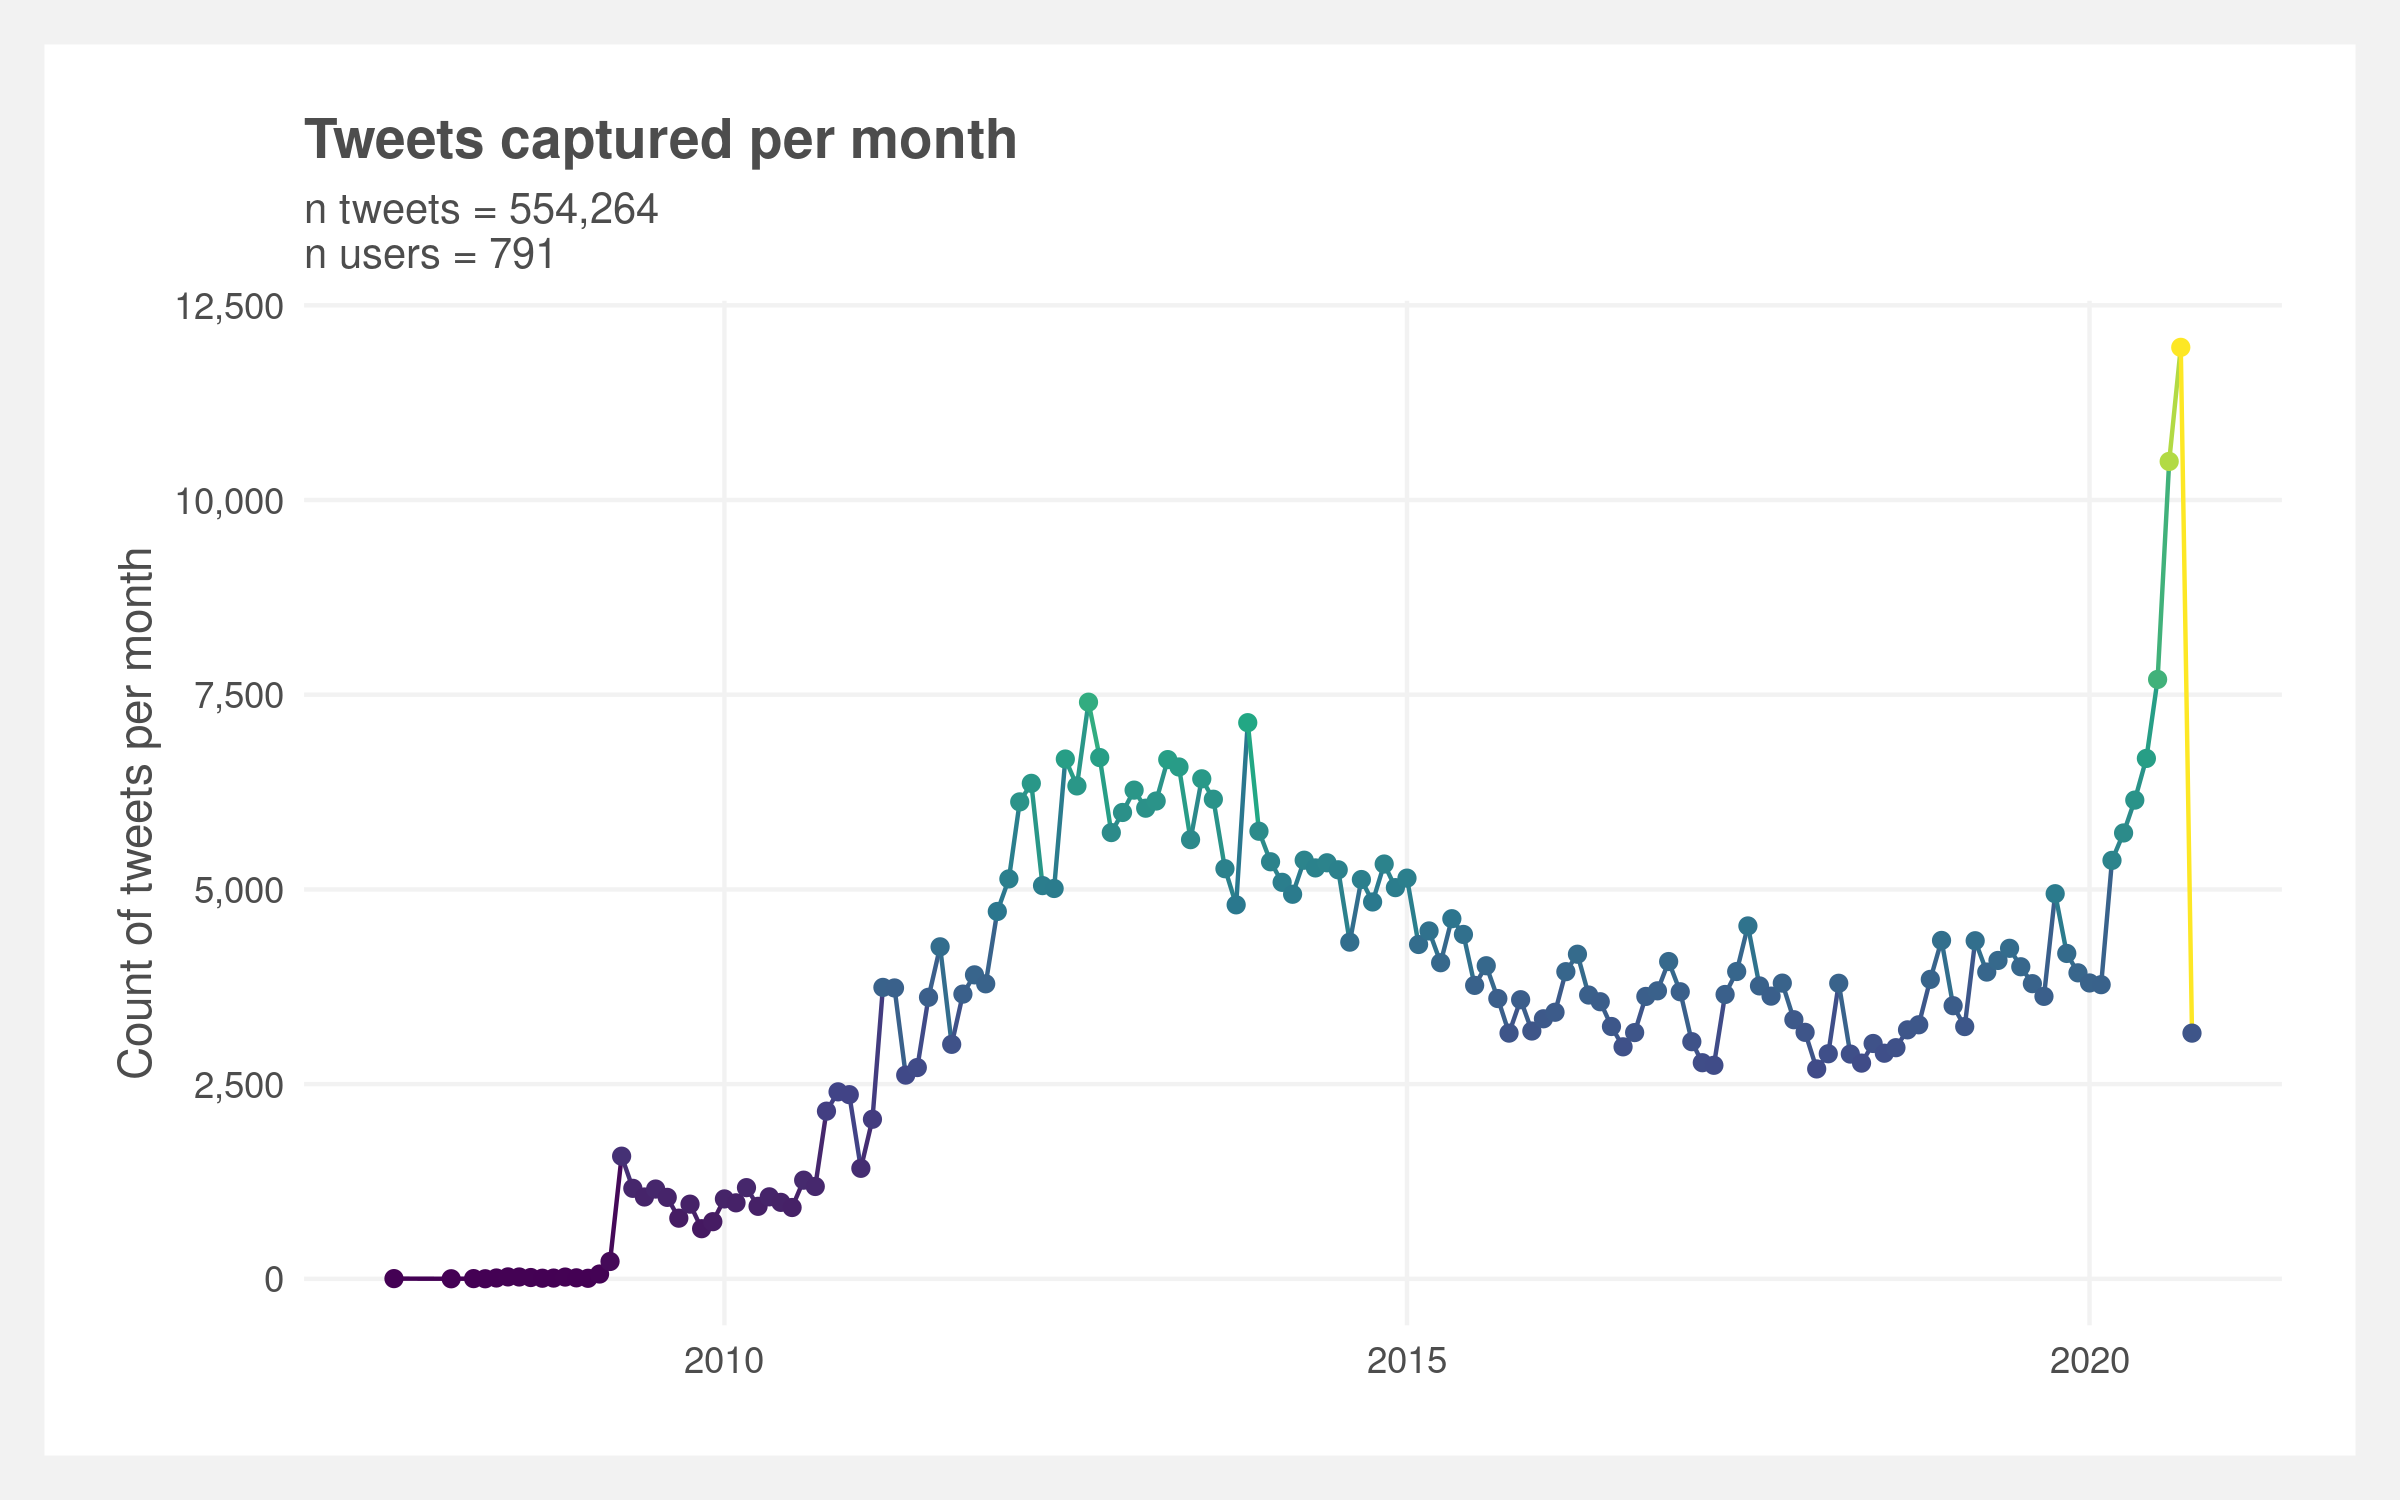 Tweets captured per month
n tweets = 554,264
n users = 791
Count of tweets per month
12,500
10,000
7,500
5,000
2,500
0
2010
2015
2020